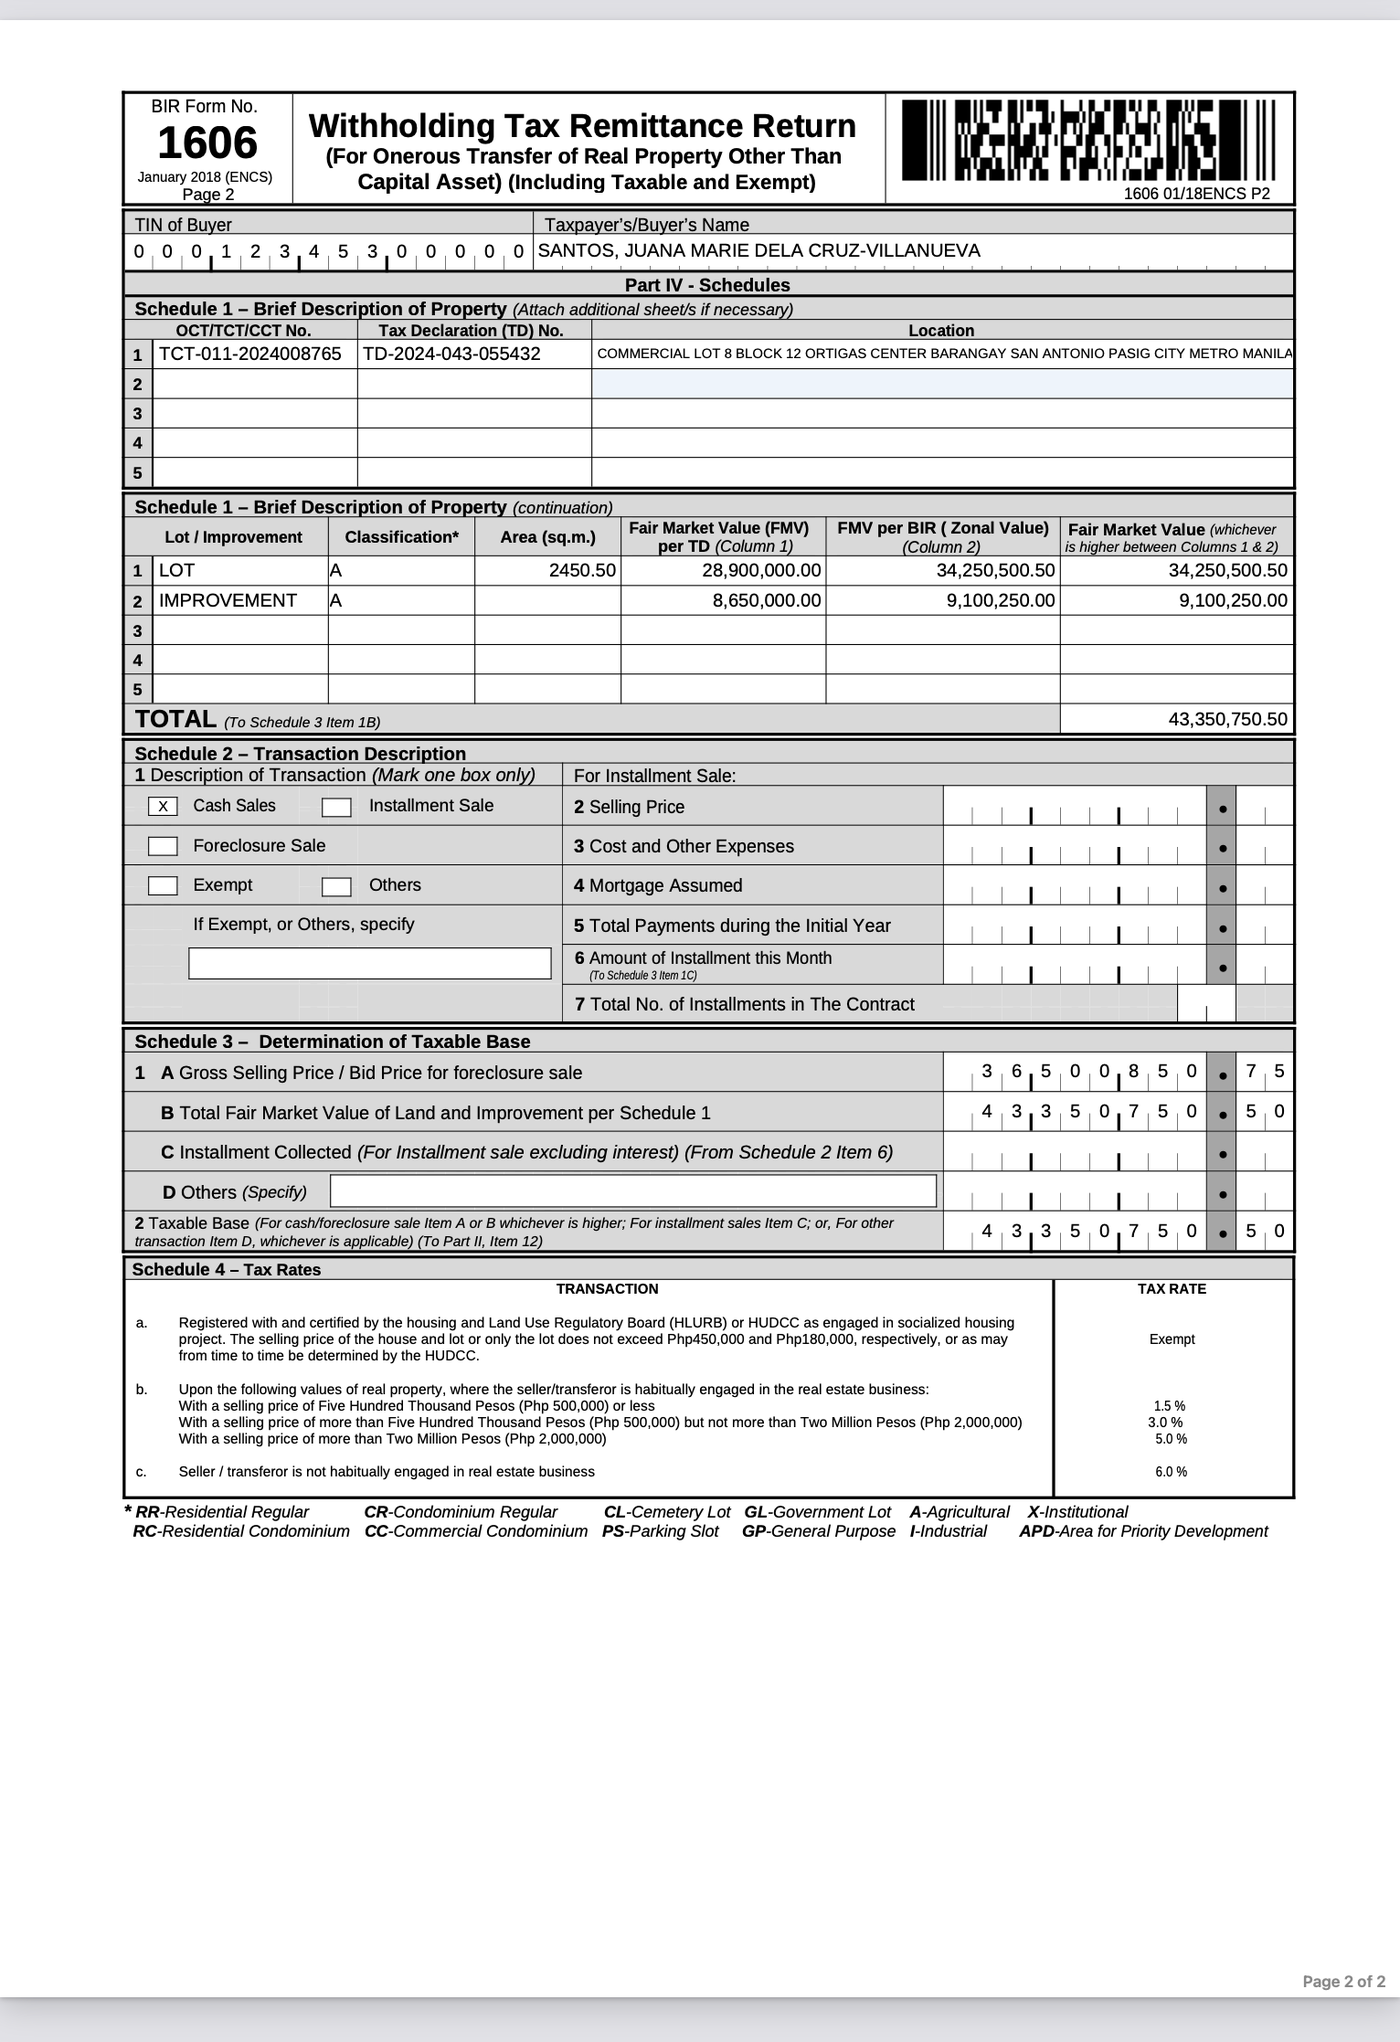 BIR Form No.
1606
January 2018 (ENCS)
Page 2
Withholding Tax Remittance Return
(For Onerous Transfer of Real Property Other Than
Capital Asset) (Including Taxable and Exempt)
1606 01/18ENCS P2
TIN of Buyer Taxpayer's/Buyer's Name
0 0 0 1 2 3 4 5 3 0 0 0 0 0 SANTOS, JUANA MARIE DELA CRUZ-VILLANUEVA
Part IV - Schedules
Schedule 1 – Brief Description of Property (Attach additional sheet/s if necessary)
OCT/TCT/CCT No. Tax Declaration (TD) No. Location
1 TCT-011-2024008765 TD-2024-043-055432 COMMERCIAL LOT 8 BLOCK 12 ORTIGAS CENTER BARANGAY SAN ANTONIO PASIG CITY METRO MANILA
2
3
4
5
Schedule 1 – Brief Description of Property (continuation)
Lot / Improvement Classification* Area (sq.m.) Fair Market Value (FMV) per TD (Column 1) FMV per BIR ( Zonal Value) (Column 2) Fair Market Value (whichever is higher between Columns 1 & 2)
1 LOT A 2450.50 28,900,000.00 34,250,500.50 34,250,500.50
2 IMPROVEMENT A 8,650,000.00 9,100,250.00 9,100,250.00
3
4
5
TOTAL (To Schedule 3 Item 1B) 43,350,750.50
Schedule 2 – Transaction Description
1 Description of Transaction (Mark one box only) For Installment Sale:
X Cash Sales Installment Sale 2 Selling Price
Foreclosure Sale 3 Cost and Other Expenses
Exempt Others 4 Mortgage Assumed
If Exempt, or Others, specify 5 Total Payments during the Initial Year
6 Amount of Installment this Month
(To Schedule 3 Item 1C)
7 Total No. of Installments in The Contract
Schedule 3 – Determination of Taxable Base
1 A Gross Selling Price / Bid Price for foreclosure sale 3 6 5 0 0 8 5 0 • 7 5
B Total Fair Market Value of Land and Improvement per Schedule 1 4 3 3 5 0 7 5 0 • 5 0
C Installment Collected (For Installment sale excluding interest) (From Schedule 2 Item 6)
D Others (Specify)
2 Taxable Base (For cash/foreclosure sale Item A or B whichever is higher; For installment sales Item C; or, For other
transaction Item D, whichever is applicable) (To Part II, Item 12) 4 3 3 5 0 7 5 0 • 5 0
Schedule 4 – Tax Rates
TRANSACTION TAX RATE
a. Registered with and certified by the housing and Land Use Regulatory Board (HLURB) or HUDCC as engaged in socialized housing
project. The selling price of the house and lot or only the lot does not exceed Php450,000 and Php180,000, respectively, or as may Exempt
from time to time be determined by the HUDCC.
b. Upon the following values of real property, where the seller/transferor is habitually engaged in the real estate business:
With a selling price of Five Hundred Thousand Pesos (Php 500,000) or less 1.5 %
With a selling price of more than Five Hundred Thousand Pesos (Php 500,000) but not more than Two Million Pesos (Php 2,000,000) 3.0 %
With a selling price of more than Two Million Pesos (Php 2,000,000) 5.0 %
c. Seller / transferor is not habitually engaged in real estate business 6.0 %
* RR-Residential Regular CR-Condominium Regular CL-Cemetery Lot GL-Government Lot A-Agricultural X-Institutional
RC-Residential Condominium CC-Commercial Condominium PS-Parking Slot GP-General Purpose I-Industrial APD-Area for Priority Development
Page 2 of 2